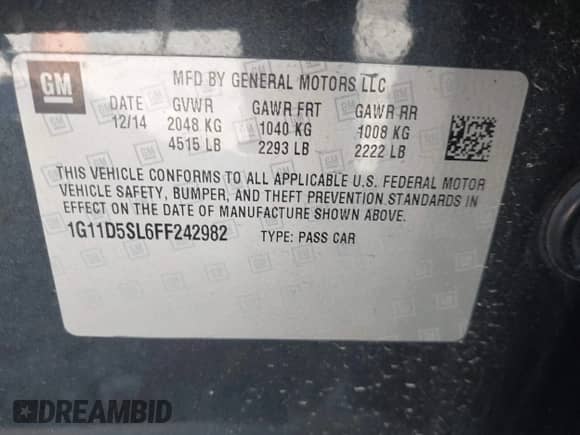 GM
MFD BY GENERAL MOTORS LLC
DATE GVWR GAWR FRT GAWR RR
12/14 2048 KG 1040 KG 1008 KG
4515 LB 2293 LB 2222 LB
THIS VEHICLE CONFORMS TO ALL APPLICABLE U.S. FEDERAL MOTOR
VEHICLE SAFETY, BUMPER, AND THEFT PREVENTION STANDARDS IN
EFFECT ON THE DATE OF MANUFACTURE SHOWN ABOVE.
1G11D5SL6FF242982 TYPE: PASS CAR
DREAMBID